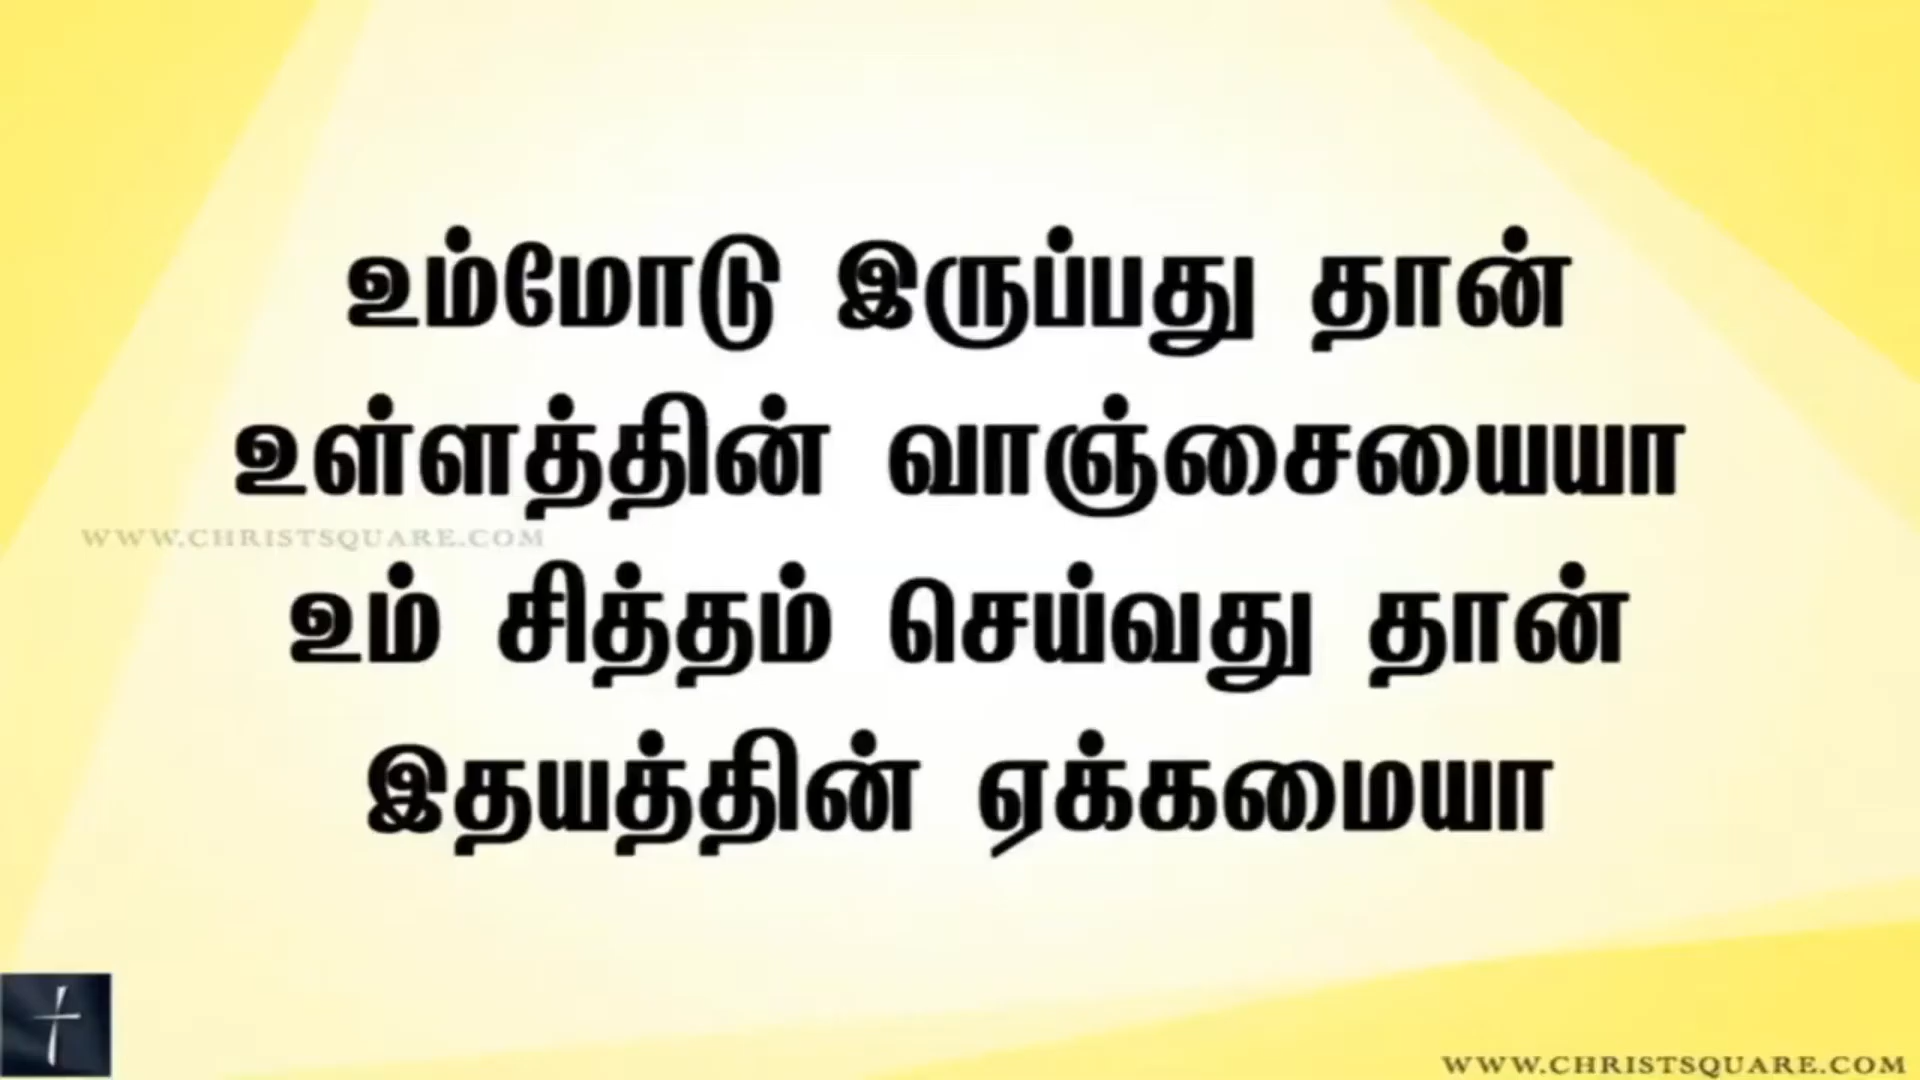 உம்மோடு இருப்பது தான்
உள்ளத்தின் வாஞ்சையையா
WWW.CHRISTSQUARE.COM
உம் சித்தம் செய்வது தான்
இதயத்தின் ஏக்கமையா
WWW.CHRISTSQUARE.COM